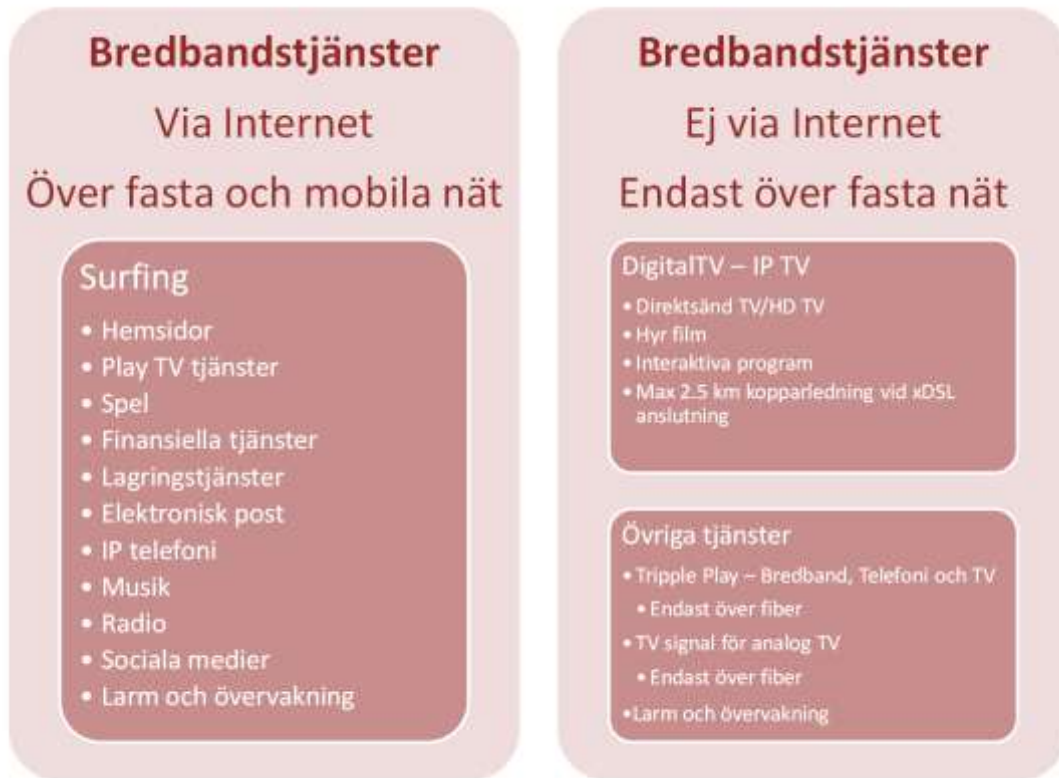 Bredbandstjänster
Via Internet
Över fasta och mobila nät
Surfing
• Hemsidor
• Play TV tjänster
• Spel
• Finansiella tjänster
• Lagringstjänster
• Elektronisk post
• IP telefoni
• Musik
• Radio
• Sociala medier
• Larm och övervakning
Bredbandstjänster
Ej via Internet
Endast över fasta nät
DigitalTV – IP TV
• Direktsänd TV/HD TV
• Hyr film
• Interaktiva program
• Max 2.5 km kopparledning vid xDSL
anslutning
Övriga tjänster
• Tripple Play – Bredband, Telefoni och TV
• Endast över fiber
• TV signal för analog TV
• Endast över fiber
•Larm och övervakning